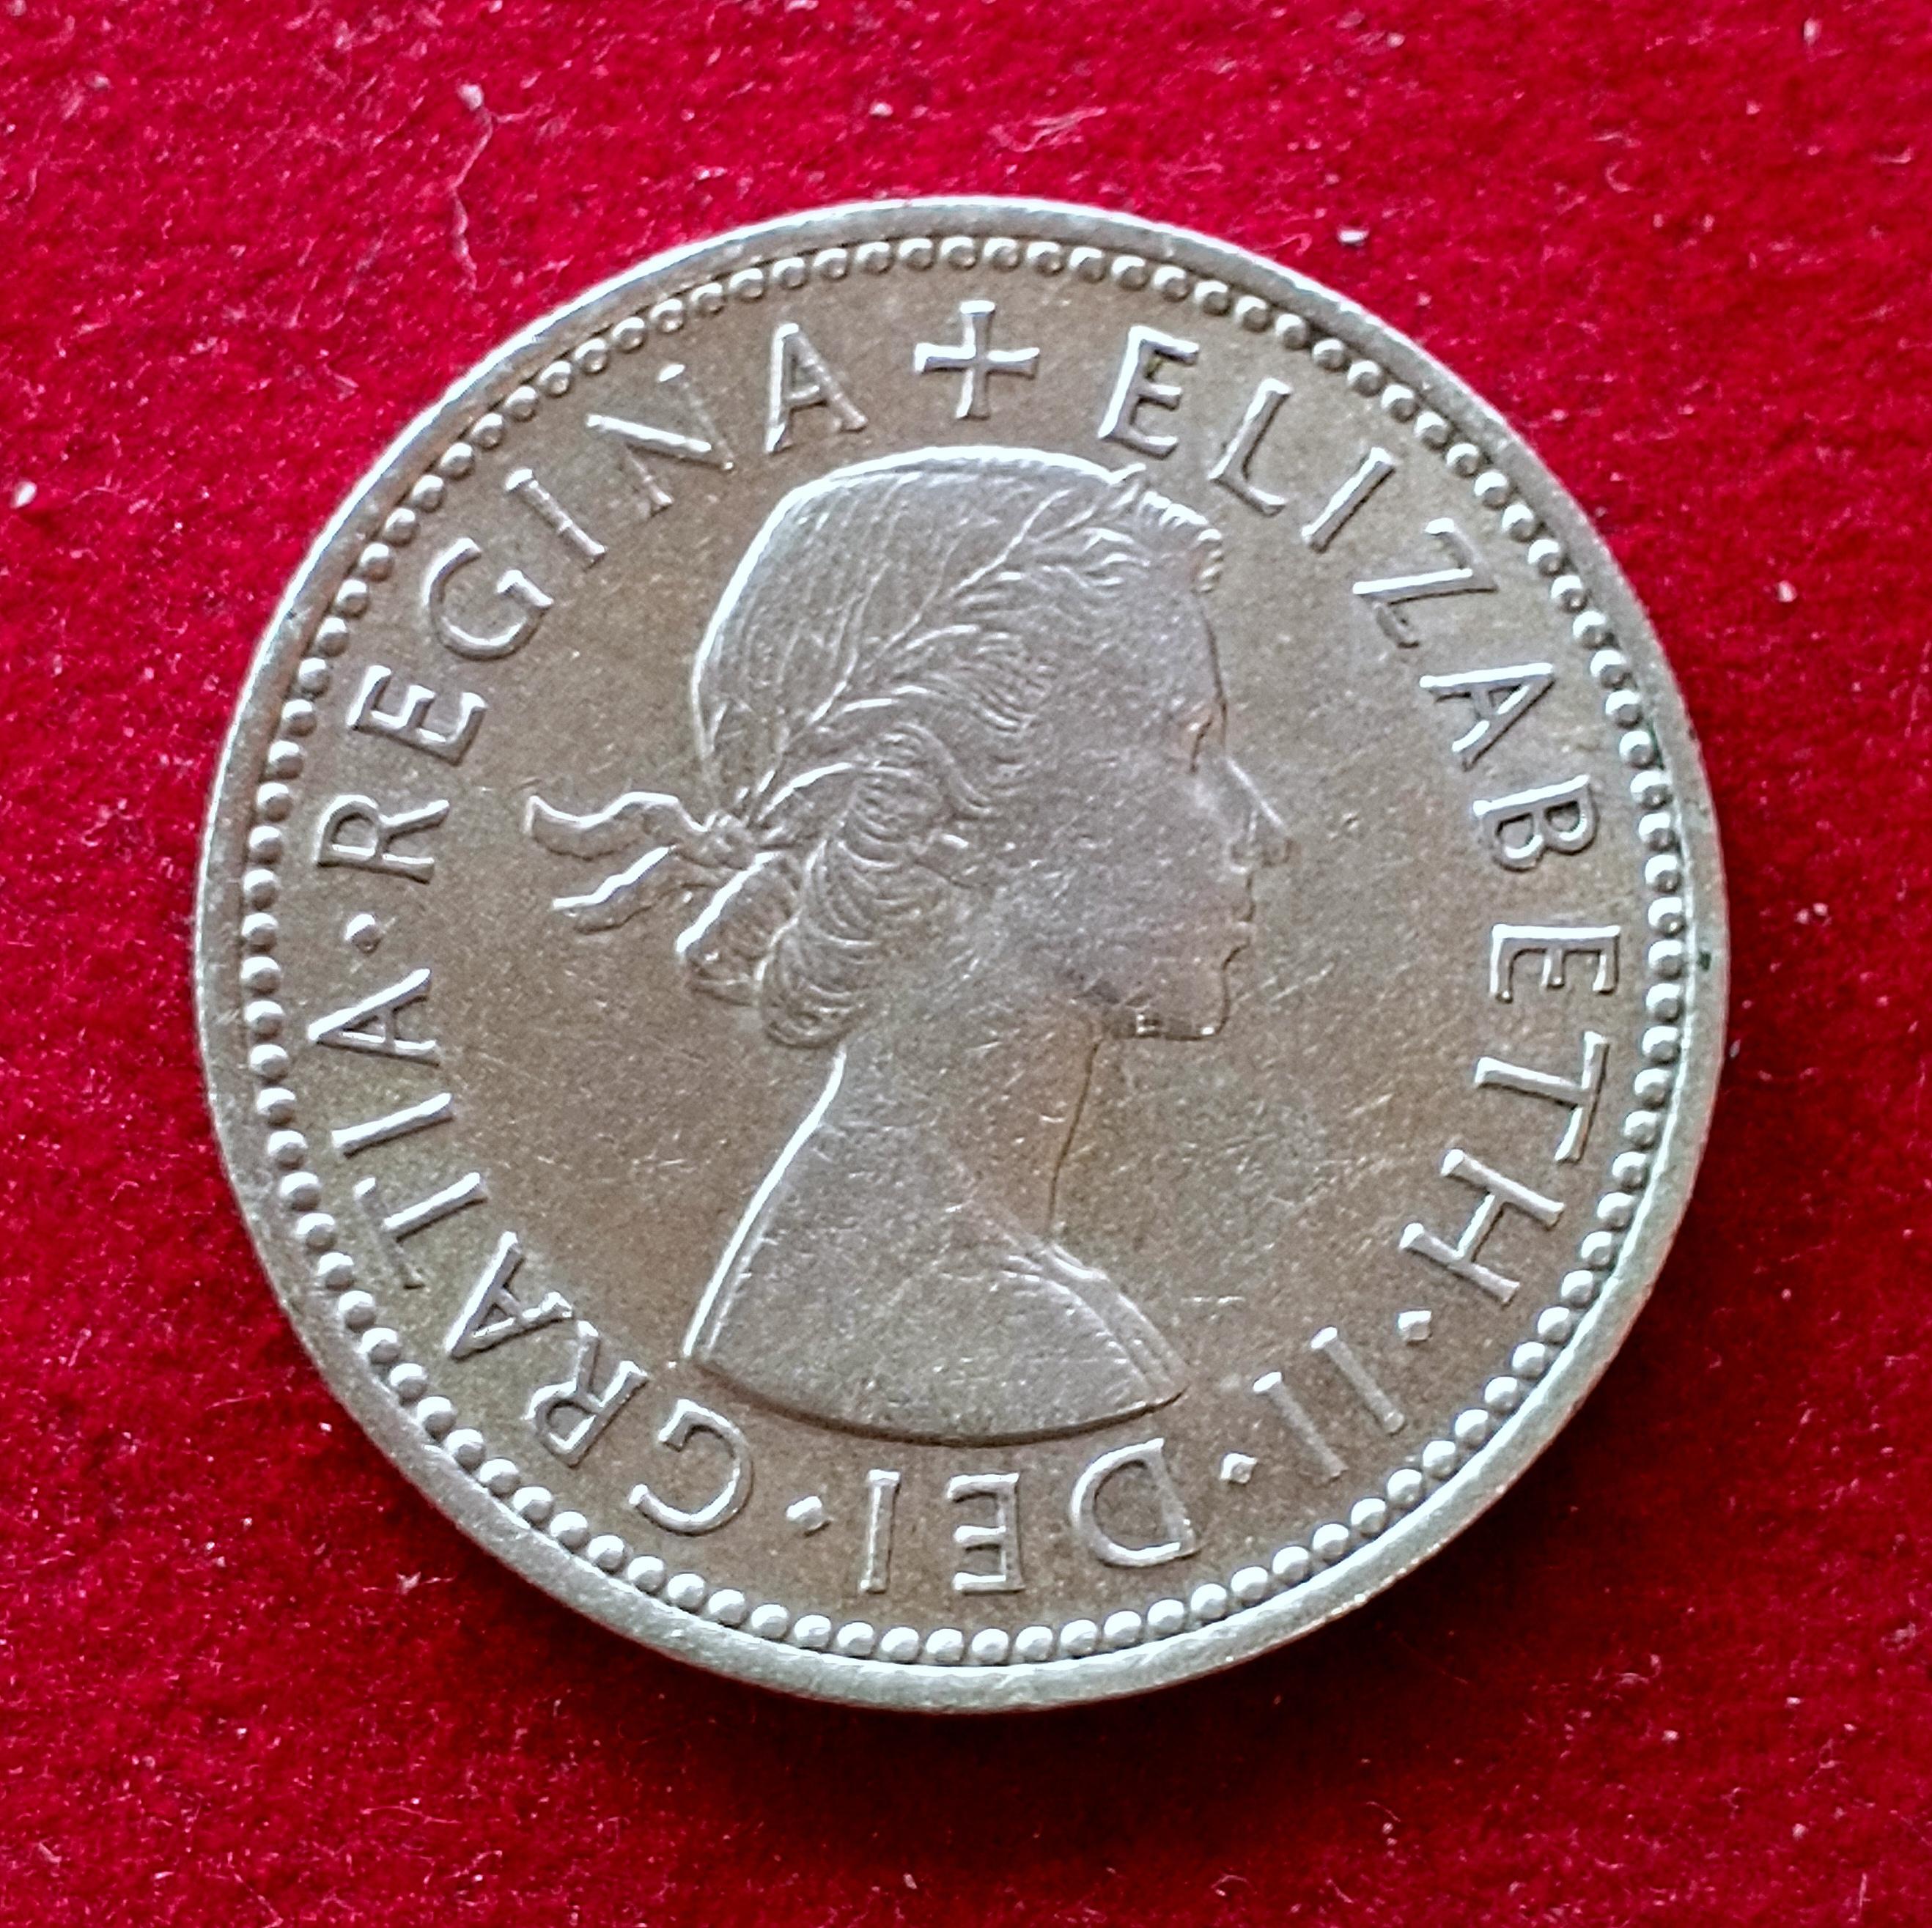 + ELIZABETH · II · DEI · GRATIA · REGINA